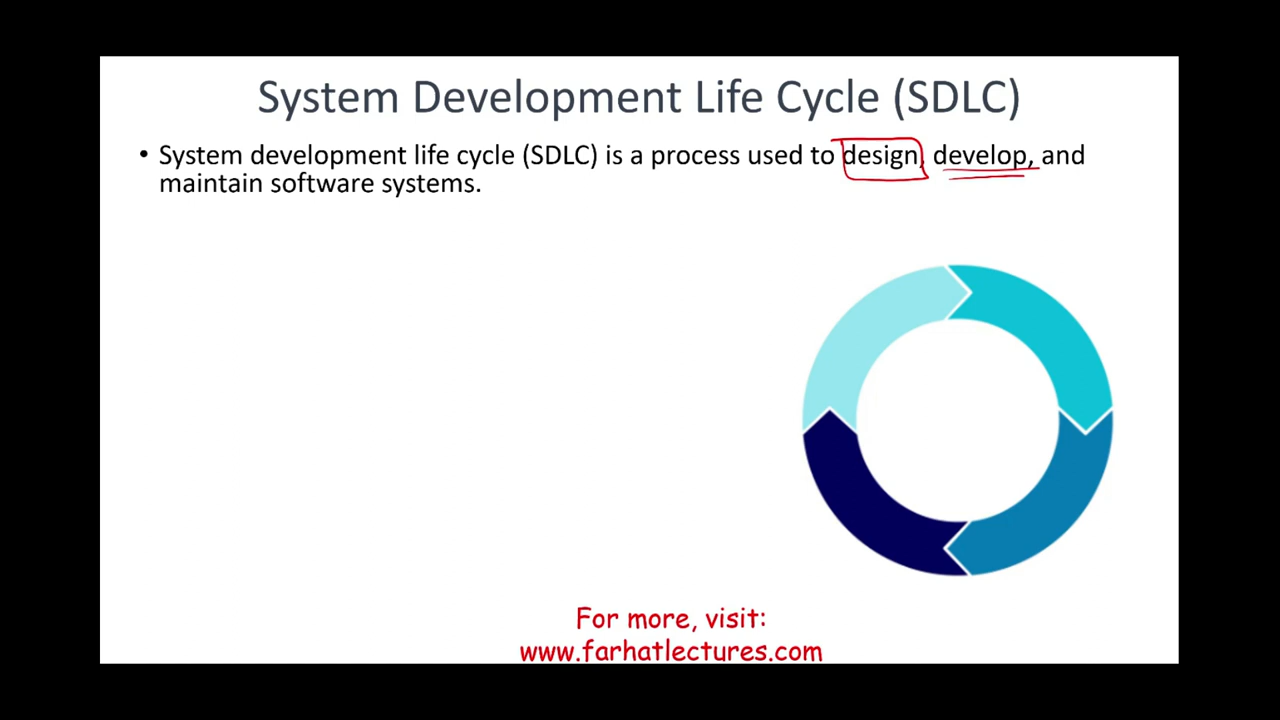 System Development Life Cycle (SDLC)
• System development life cycle (SDLC) is a process used to design, develop, and
maintain software systems.
For more, visit:
www.farhatlectures.com